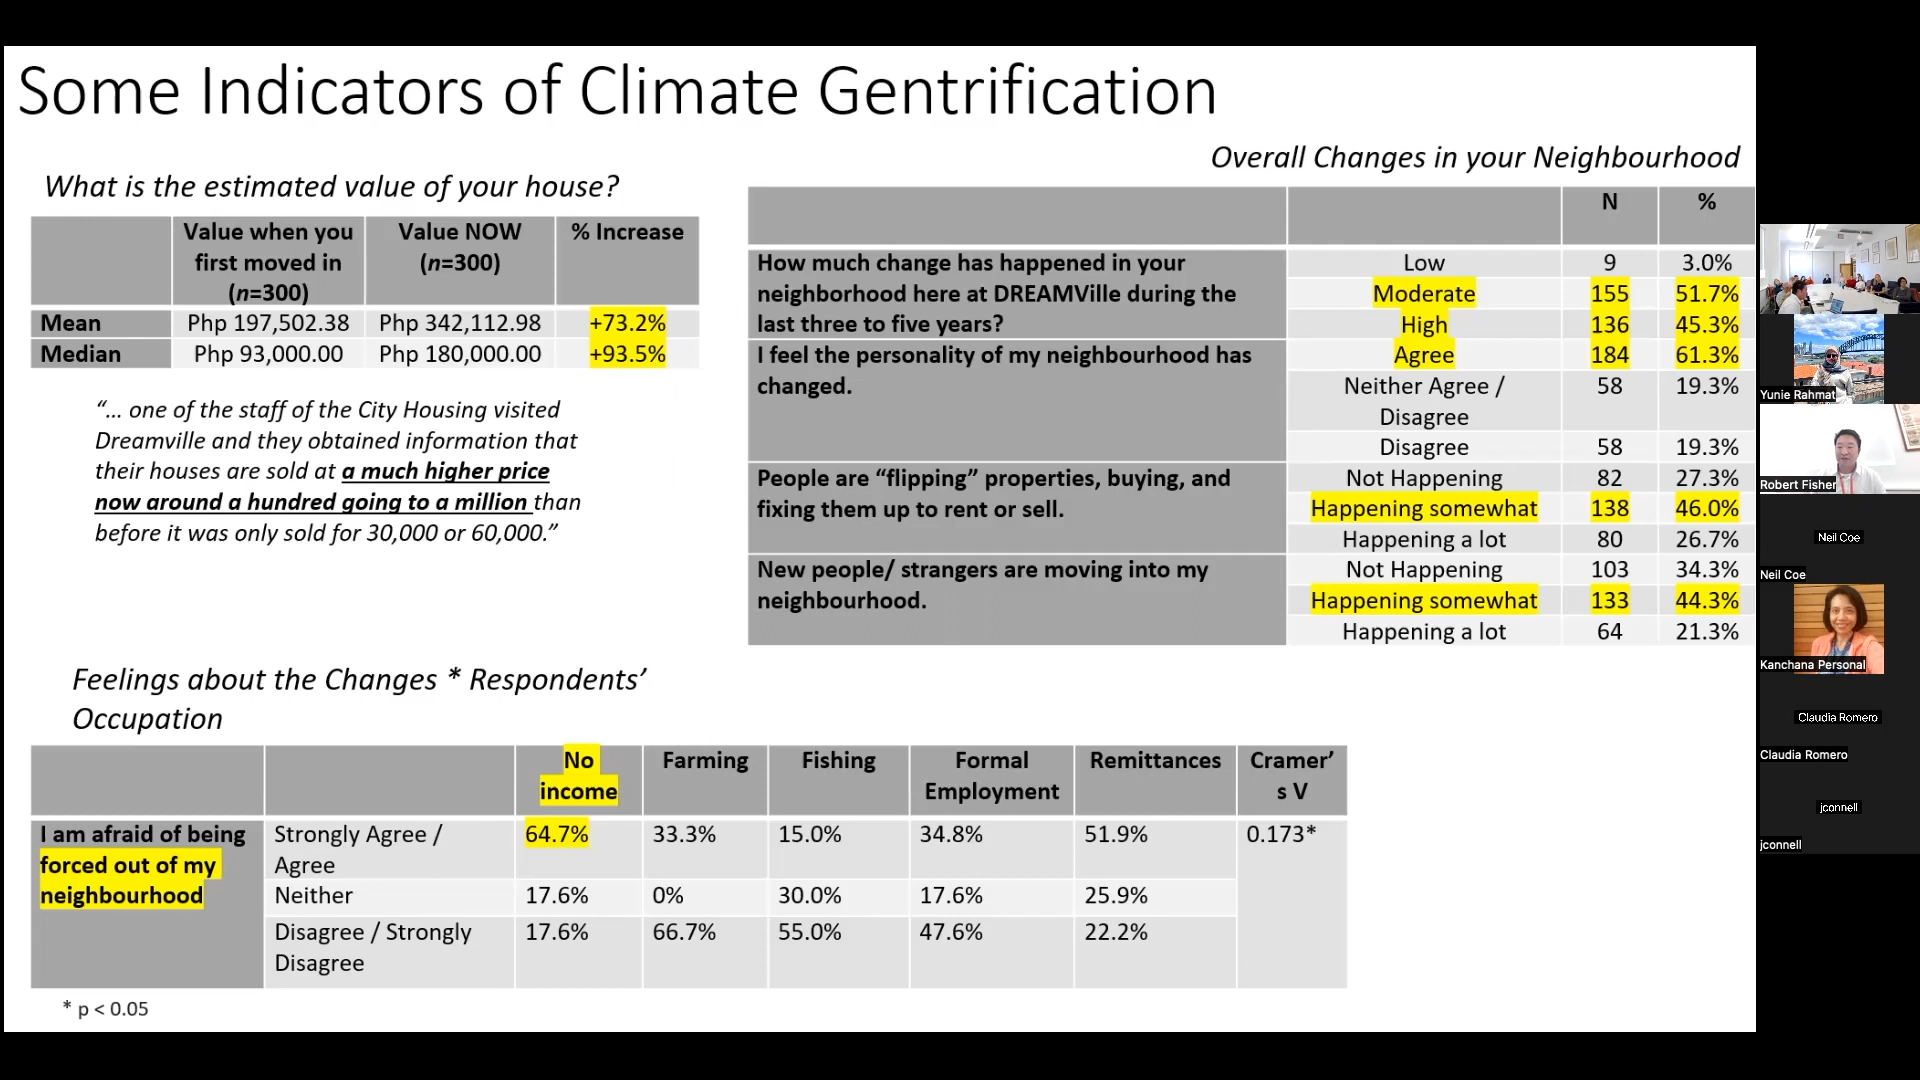 Some Indicators of Climate Gentrification
What is the estimated value of your house?
Value when you first moved in (n=300) Value NOW (n=300) % Increase
Mean Php 197,502.38 Php 342,112.98 +73.2%
Median Php 93,000.00 Php 180,000.00 +93.5%
“… one of the staff of the City Housing visited
Dreamville and they obtained information that
their houses are sold at a much higher price
now around a hundred going to a million than
before it was only sold for 30,000 or 60,000.”
Overall Changes in your Neighbourhood
N %
How much change has happened in your neighborhood here at DREAMVille during the last three to five years?
Low 9 3.0%
Moderate 155 51.7%
High 136 45.3%
I feel the personality of my neighbourhood has changed.
Agree 184 61.3%
Neither Agree / Disagree 58 19.3%
Disagree 58 19.3%
People are “flipping” properties, buying, and fixing them up to rent or sell.
Not Happening 82 27.3%
Happening somewhat 138 46.0%
Happening a lot 80 26.7%
New people/ strangers are moving into my neighbourhood.
Not Happening 103 34.3%
Happening somewhat 133 44.3%
Happening a lot 64 21.3%
Feelings about the Changes * Respondents’
Occupation
No income Farming Fishing Formal Employment Remittances Cramer’s V
I am afraid of being forced out of my neighbourhood
Strongly Agree / Agree 64.7% 33.3% 15.0% 34.8% 51.9% 0.173*
Neither 17.6% 0% 30.0% 17.6% 25.9%
Disagree / Strongly Disagree 17.6% 66.7% 55.0% 47.6% 22.2%
* p < 0.05
Yunie Rahmat
Robert Fisher
Neil Coe
Neil Coe
Kanchana Personal
Claudia Romero
Claudia Romero
jconnell
jconnell